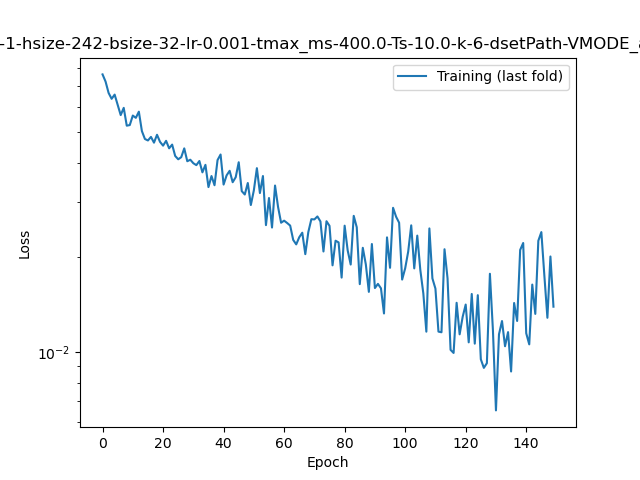 -1-hsize-242-bsize-32-lr-0.001-tmax_ms-400.0-Ts-10.0-k-6-dsetPath-VMODE_
Training (last fold)
Loss
10⁻²
0 20 40 60 80 100 120 140
Epoch